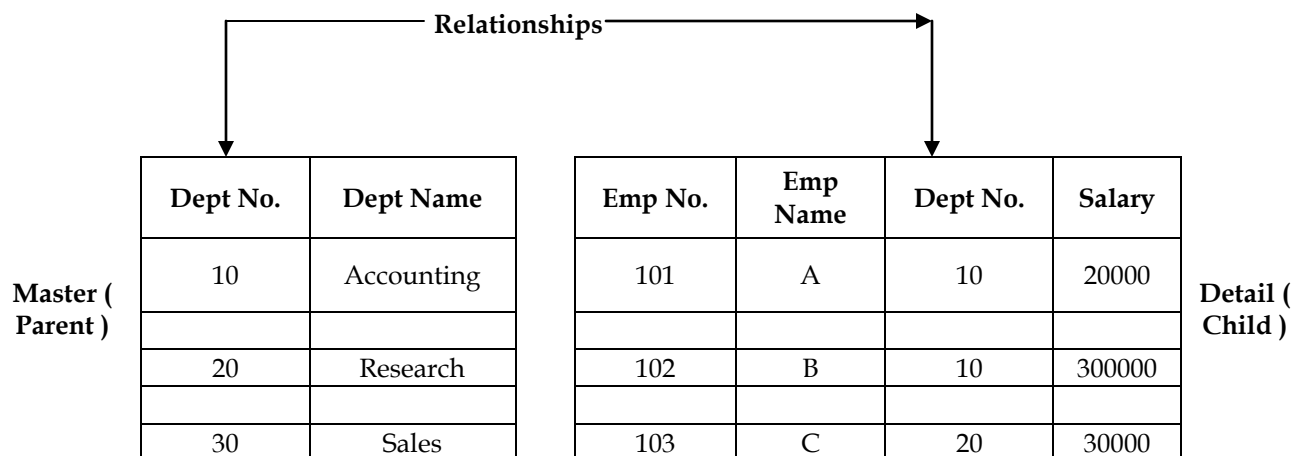 Relationships
Dept No. Dept Name Emp No. Emp Name Dept No. Salary
Master ( Parent )
10 Accounting 101 A 10 20000
Detail ( Child )
20 Research 102 B 10 300000
30 Sales 103 C 20 30000